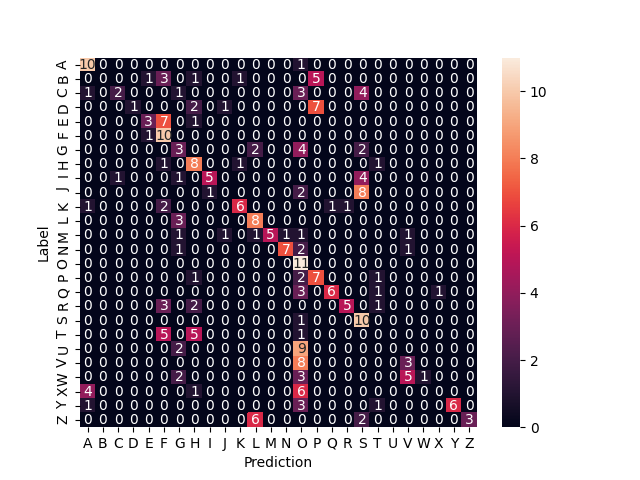 A 10 0 0 0 0 0 0 0 0 0 0 0 0 0 1 0 0 0 0 0 0 0 0 0 0 0
B 0 0 0 0 1 3 0 1 0 0 1 0 0 0 0 5 0 0 0 0 0 0 0 0 0 0
C 1 0 2 0 0 0 1 0 0 0 0 0 0 0 3 0 0 0 4 0 0 0 0 0 0 0
D 0 0 0 1 0 0 0 2 0 1 0 0 0 0 0 7 0 0 0 0 0 0 0 0 0 0
E 0 0 0 0 3 7 0 1 0 0 0 0 0 0 0 0 0 0 0 0 0 0 0 0 0 0
F 0 0 0 0 1 10 0 0 0 0 0 0 0 0 0 0 0 0 0 0 0 0 0 0 0 0
G 0 0 0 0 0 0 3 0 0 0 0 2 0 0 4 0 0 0 2 0 0 0 0 0 0 0
H 0 0 0 0 0 1 0 8 0 0 1 0 0 0 0 0 0 0 0 1 0 0 0 0 0 0
I 0 0 1 0 0 0 1 0 5 0 0 0 0 0 0 0 0 0 4 0 0 0 0 0 0 0
J 0 0 0 0 0 0 0 0 1 0 0 0 0 0 2 0 0 0 8 0 0 0 0 0 0 0
K 1 0 0 0 0 2 0 0 0 0 6 0 0 0 0 0 1 1 0 0 0 0 0 0 0 0
L 0 0 0 0 0 0 3 0 0 0 0 8 0 0 0 0 0 0 0 0 0 0 0 0 0 0
M 0 0 0 0 0 0 1 0 0 1 0 1 5 1 1 0 0 0 0 0 0 1 0 0 0 0
N 0 0 0 0 0 0 1 0 0 0 0 0 0 7 2 0 0 0 0 0 0 1 0 0 0 0
O 0 0 0 0 0 0 0 0 0 0 0 0 0 0 11 0 0 0 0 0 0 0 0 0 0 0
P 0 0 0 0 0 0 0 1 0 0 0 0 0 0 2 7 0 0 0 1 0 0 0 0 0 0
Q 0 0 0 0 0 0 0 0 0 0 0 0 0 0 3 0 6 0 0 1 0 0 0 1 0 0
R 0 0 0 0 0 3 0 2 0 0 0 0 0 0 0 0 0 5 0 1 0 0 0 0 0 0
S 0 0 0 0 0 0 0 0 0 0 0 0 0 0 1 0 0 0 10 0 0 0 0 0 0 0
T 0 0 0 0 0 5 0 5 0 0 0 0 0 0 1 0 0 0 0 0 0 0 0 0 0 0
U 0 0 0 0 0 0 2 0 0 0 0 0 0 0 9 0 0 0 0 0 0 0 0 0 0 0
V 0 0 0 0 0 0 0 0 0 0 0 0 0 0 8 0 0 0 0 0 0 3 0 0 0 0
W 0 0 0 0 0 0 2 0 0 0 0 0 0 0 3 0 0 0 0 0 0 5 1 0 0 0
X 4 0 0 0 0 0 0 1 0 0 0 0 0 0 6 0 0 0 0 0 0 0 0 0 0 0
Y 1 0 0 0 0 0 0 0 0 0 0 0 0 0 3 0 0 0 0 1 0 0 0 0 6 0
Z 0 0 0 0 0 0 0 0 0 0 0 6 0 0 0 0 0 0 2 0 0 0 0 0 0 3
A B C D E F G H I J K L M N O P Q R S T U V W X Y Z
Prediction
Label
10
8
6
4
2
0